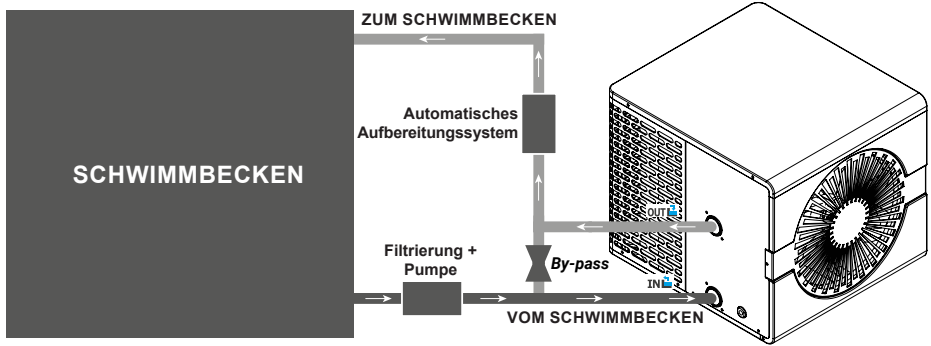 ZUM SCHWIMMBECKEN
Automatisches
Aufbereitungssystem
SCHWIMMBECKEN
OUT
Filtrierung +
Pumpe
By-pass
IN
VOM SCHWIMMBECKEN